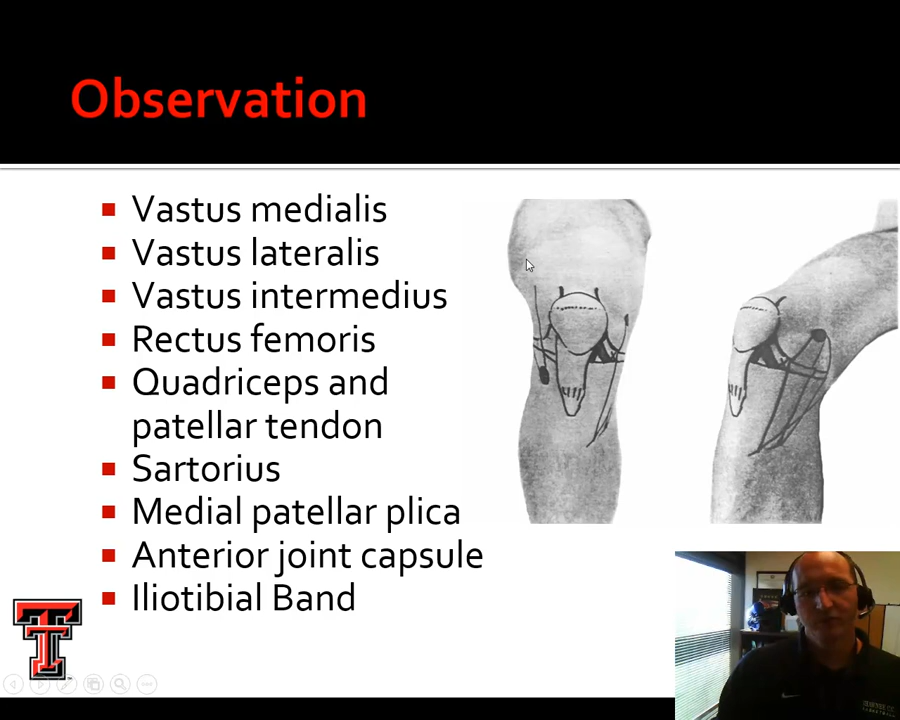 Observation
Vastus medialis
Vastus lateralis
Vastus intermedius
Rectus femoris
Quadriceps and
patellar tendon
Sartorius
Medial patellar plica
Anterior joint capsule
Iliotibial Band